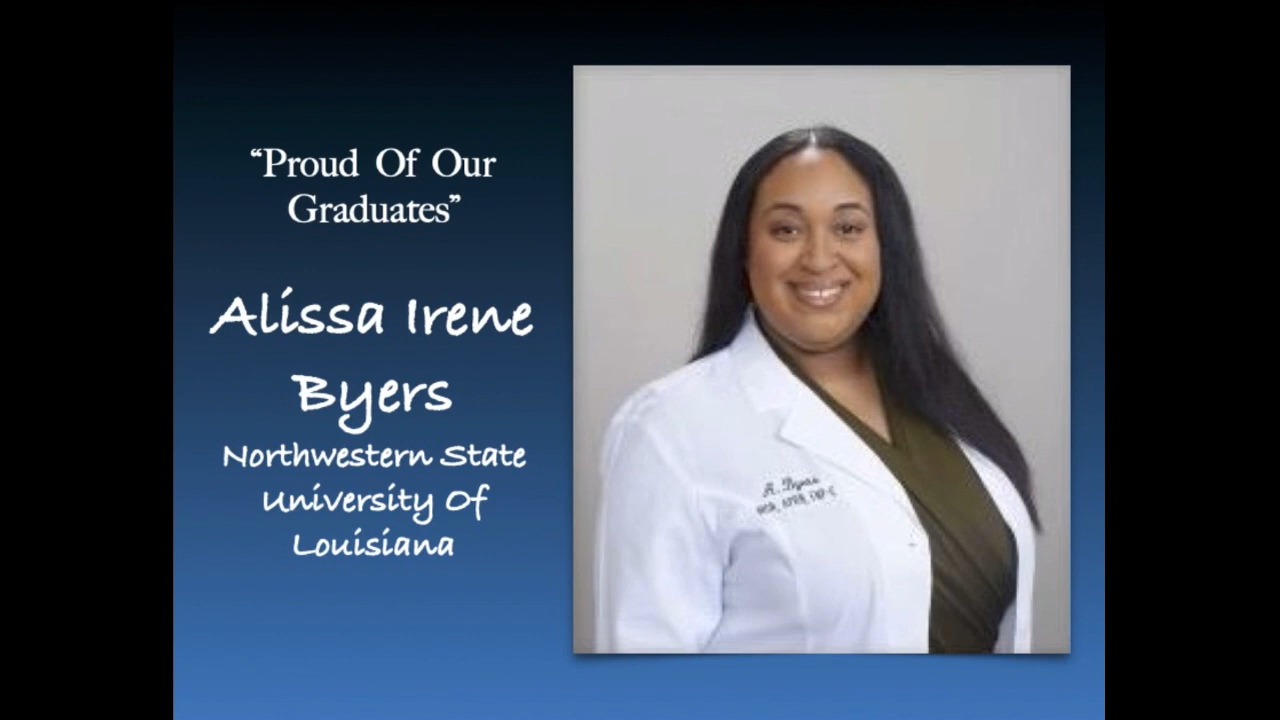 “Proud Of Our
Graduates”
Alissa Irene
Byers
Northwestern State
University Of
Louisiana
A. Byers